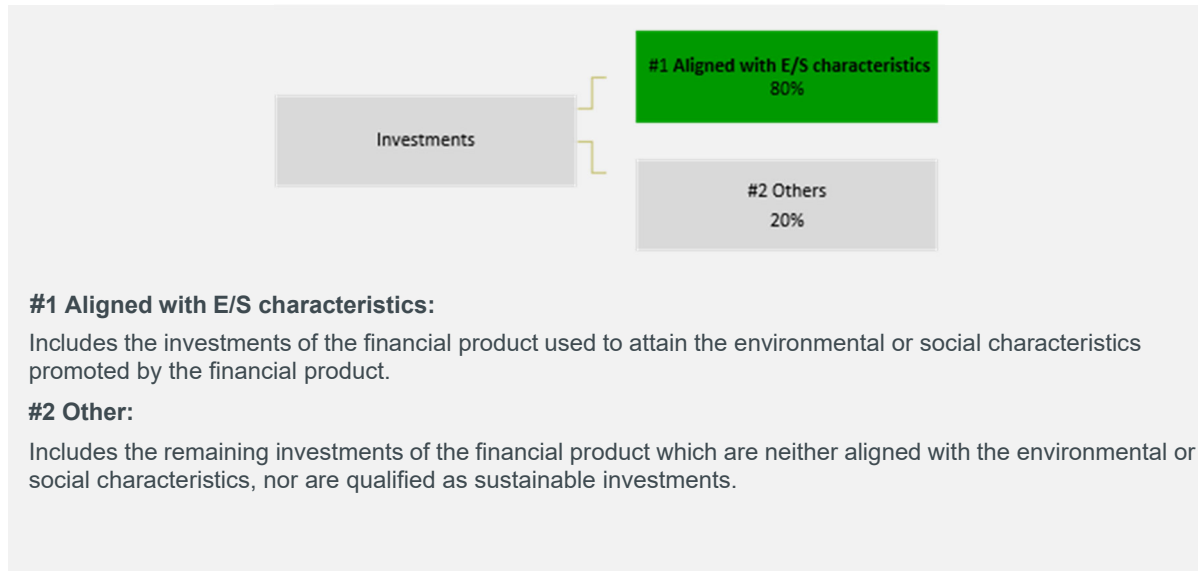 #1 Aligned with E/S characteristics
80%
Investments
#2 Others
20%
#1 Aligned with E/S characteristics:
Includes the investments of the financial product used to attain the environmental or social characteristics
promoted by the financial product.
#2 Other:
Includes the remaining investments of the financial product which are neither aligned with the environmental or
social characteristics, nor are qualified as sustainable investments.